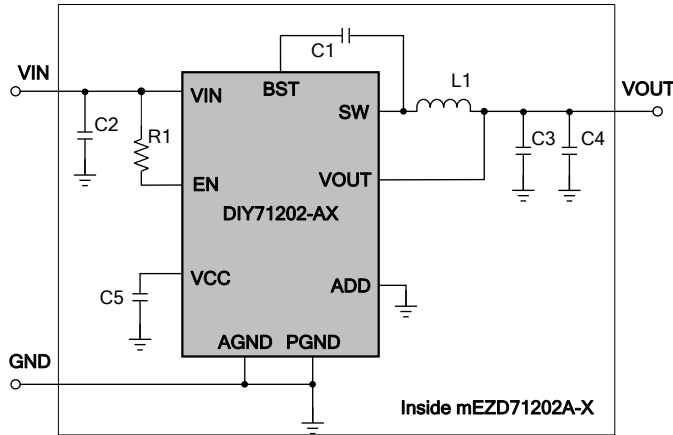 C1
VIN
L1
VOUT
BST
VIN
SW
C2
R1
C3
C4
EN
VOUT
DIY71202-AX
VCC
ADD
C5
AGND
PGND
GND
Inside mEZD71202A-X